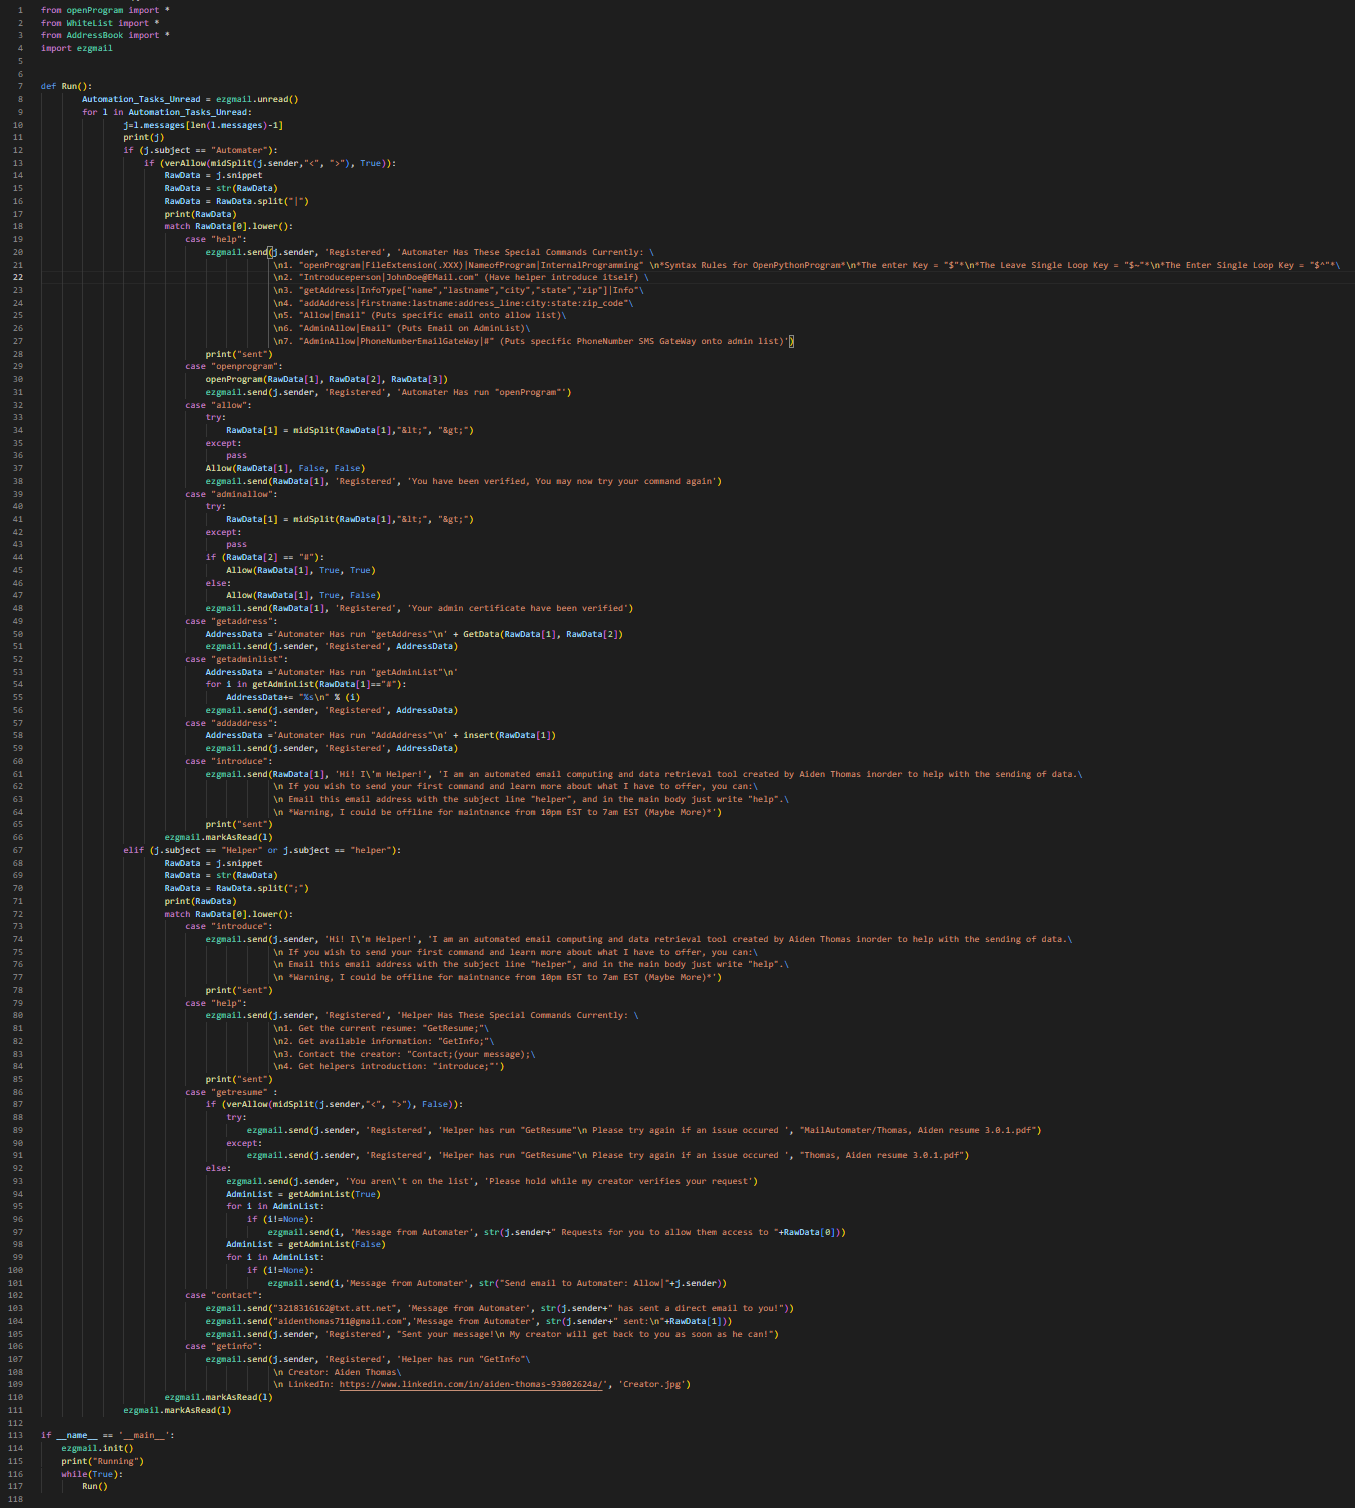 1 from openProgram import *
2 from WhiteList import *
3 from AddressBook import *
4 import ezgmail
5
6
7 def Run():
8 Automation_Tasks_Unread = ezgmail.unread()
9 for l in Automation_Tasks_Unread:
10 j=l.messages[len(l.messages)-1]
11 print(j)
12 if (j.subject == "Automater"):
13 if (verAllow(midSplit(j.sender,"<", ">"), True)):
14 RawData = j.snippet
15 RawData = str(RawData)
16 RawData = RawData.split("|")
17 print(RawData)
18 match RawData[0].lower():
19 case "help":
20 ezgmail.send(j.sender, 'Registered', 'Automater Has These Special Commands Currently: \
21 \n1. "openProgram|FileExtension(.XXX)|NameofProgram|InternalProgramming" \n*Syntax Rules for OpenPythonProgram*\n*The enter Key = "$"*\n*The Leave Single Loop Key = "$~"*\n*The Enter Single Loop Key = "$^"*\
22 \n2. "Introduceperson|JohnDoe@EMail.com" (Have helper introduce itself) \
23 \n3. "getAddress|InfoType["name","lastname","city","state","zip"]|Info"\
24 \n4. "addAddress|firstname:lastname:address_line:city:state:zip_code"\
25 \n5. "Allow|Email" (Puts specific email onto allow list)\
26 \n6. "AdminAllow|Email" (Puts Email on AdminList)\
27 \n7. "AdminAllow|PhoneNumberEmailGateWay|#" (Puts specific PhoneNumber SMS GateWay onto admin list)')
28 print("sent")
29 case "openprogram":
30 openProgram(RawData[1], RawData[2], RawData[3])
31 ezgmail.send(j.sender, 'Registered', 'Automater Has run "openProgram"')
32 case "allow":
33 try:
34 RawData[1] = midSplit(RawData[1],"&lt;", "&gt;")
35 except:
36 pass
37 Allow(RawData[1], False, False)
38 ezgmail.send(RawData[1], 'Registered', 'You have been verified, You may now try your command again')
39 case "adminallow":
40 try:
41 RawData[1] = midSplit(RawData[1],"&lt;", "&gt;")
42 except:
43 pass
44 if (RawData[2] == "#"):
45 Allow(RawData[1], True, True)
46 else:
47 Allow(RawData[1], True, False)
48 ezgmail.send(RawData[1], 'Registered', 'Your admin certificate have been verified')
49 case "getaddress":
50 AddressData ='Automater Has run "getAddress"\n' + GetData(RawData[1], RawData[2])
51 ezgmail.send(j.sender, 'Registered', AddressData)
52 case "getadminlist":
53 AddressData ='Automater Has run "getAdminList"\n'
54 for i in getAdminList(RawData[1]=="#"):
55 AddressData+= "%s\n" % (i)
56 ezgmail.send(j.sender, 'Registered', AddressData)
57 case "addaddress":
58 AddressData ='Automater Has run "AddAddress"\n' + insert(RawData[1])
59 ezgmail.send(j.sender, 'Registered', AddressData)
60 case "introduce":
61 ezgmail.send(RawData[1], 'Hi! I\'m Helper!', 'I am an automated email computing and data retrieval tool created by Aiden Thomas inorder to help with the sending of data.\
62 \n If you wish to send your first command and learn more about what I have to offer, you can:\
63 \n Email this email address with the subject line "helper", and in the main body just write "help".\
64 \n *Warning, I could be offline for maintnance from 10pm EST to 7am EST (Maybe More)*')
65 print("sent")
66 ezgmail.markAsRead(l)
67 elif (j.subject == "Helper" or j.subject == "helper"):
68 RawData = j.snippet
69 RawData = str(RawData)
70 RawData = RawData.split(";")
71 print(RawData)
72 match RawData[0].lower():
73 case "introduce":
74 ezgmail.send(j.sender, 'Hi! I\'m Helper!', 'I am an automated email computing and data retrieval tool created by Aiden Thomas inorder to help with the sending of data.\
75 \n If you wish to send your first command and learn more about what I have to offer, you can:\
76 \n Email this email address with the subject line "helper", and in the main body just write "help".\
77 \n *Warning, I could be offline for maintnance from 10pm EST to 7am EST (Maybe More)*')
78 print("sent")
79 case "help":
80 ezgmail.send(j.sender, 'Registered', 'Helper Has These Special Commands Currently: \
81 \n1. Get the current resume: "GetResume;"\
82 \n2. Get available information: "GetInfo;"\
83 \n3. Contact the creator: "Contact;(your message);\
84 \n4. Get helpers introduction: "introduce;"')
85 print("sent")
86 case "getresume" :
87 if (verAllow(midSplit(j.sender,"<", ">"), False)):
88 try:
89 ezgmail.send(j.sender, 'Registered', 'Helper has run "GetResume"\n Please try again if an issue occured ', "MailAutomater/Thomas, Aiden resume 3.0.1.pdf")
90 except:
91 ezgmail.send(j.sender, 'Registered', 'Helper has run "GetResume"\n Please try again if an issue occured ', "Thomas, Aiden resume 3.0.1.pdf")
92 else:
93 ezgmail.send(j.sender, 'You aren\'t on the list', 'Please hold while my creator verifies your request')
94 AdminList = getAdminList(True)
95 for i in AdminList:
96 if (i!=None):
97 ezgmail.send(i, 'Message from Automater', str(j.sender+" Requests for you to allow them access to "+RawData[0]))
98 AdminList = getAdminList(False)
99 for i in AdminList:
100 if (i!=None):
101 ezgmail.send(i,'Message from Automater', str("Send email to Automater: Allow|"+j.sender))
102 case "contact":
103 ezgmail.send("3218316162@txt.att.net", 'Message from Automater', str(j.sender+" has sent a direct email to you!"))
104 ezgmail.send("aidenthomas711@gmail.com",'Message from Automater', str(j.sender+" sent:\n"+RawData[1]))
105 ezgmail.send(j.sender, 'Registered', "Sent your message!\n My creator will get back to you as soon as he can!")
106 case "getinfo":
107 ezgmail.send(j.sender, 'Registered', 'Helper has run "GetInfo"\
108 \n Creator: Aiden Thomas\
109 \n LinkedIn: https://www.linkedin.com/in/aiden-thomas-93002624a/', 'Creator.jpg')
110 ezgmail.markAsRead(l)
111 ezgmail.markAsRead(l)
112
113 if __name__ == '__main__':
114 ezgmail.init()
115 print("Running")
116 while(True):
117 Run()
118